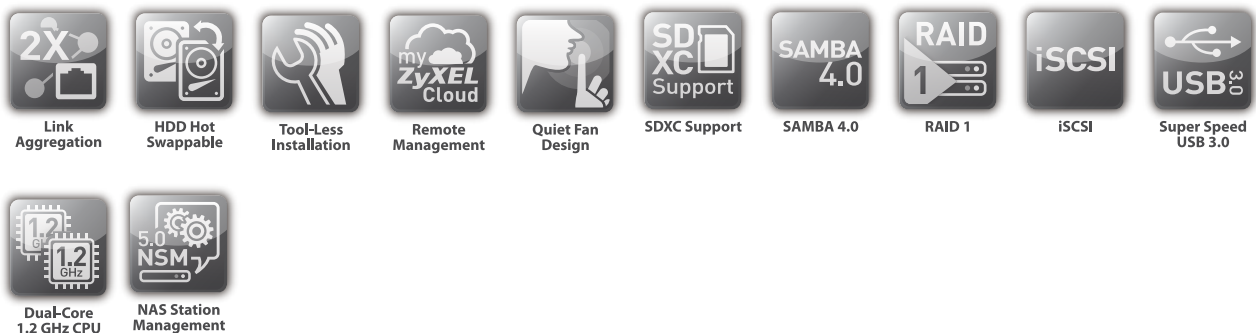 2X
Link
Aggregation
HDD Hot
Swappable
Tool-Less
Installation
my
ZyXEL
Cloud
Remote
Management
Quiet Fan
Design
SD
XC
Support
SDXC Support
SAMBA
4.0
SAMBA 4.0
RAID
1
RAID 1
iSCSI
iSCSI
USB 3.0
Super Speed
USB 3.0
1.2
GHz
1.2
GHz
Dual-Core
1.2 GHz CPU
5.0
NSM
NAS Station
Management